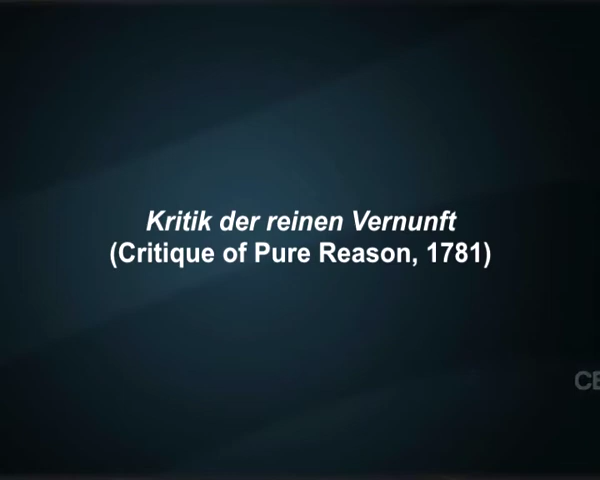 Kritik der reinen Vernunft
(Critique of Pure Reason, 1781)